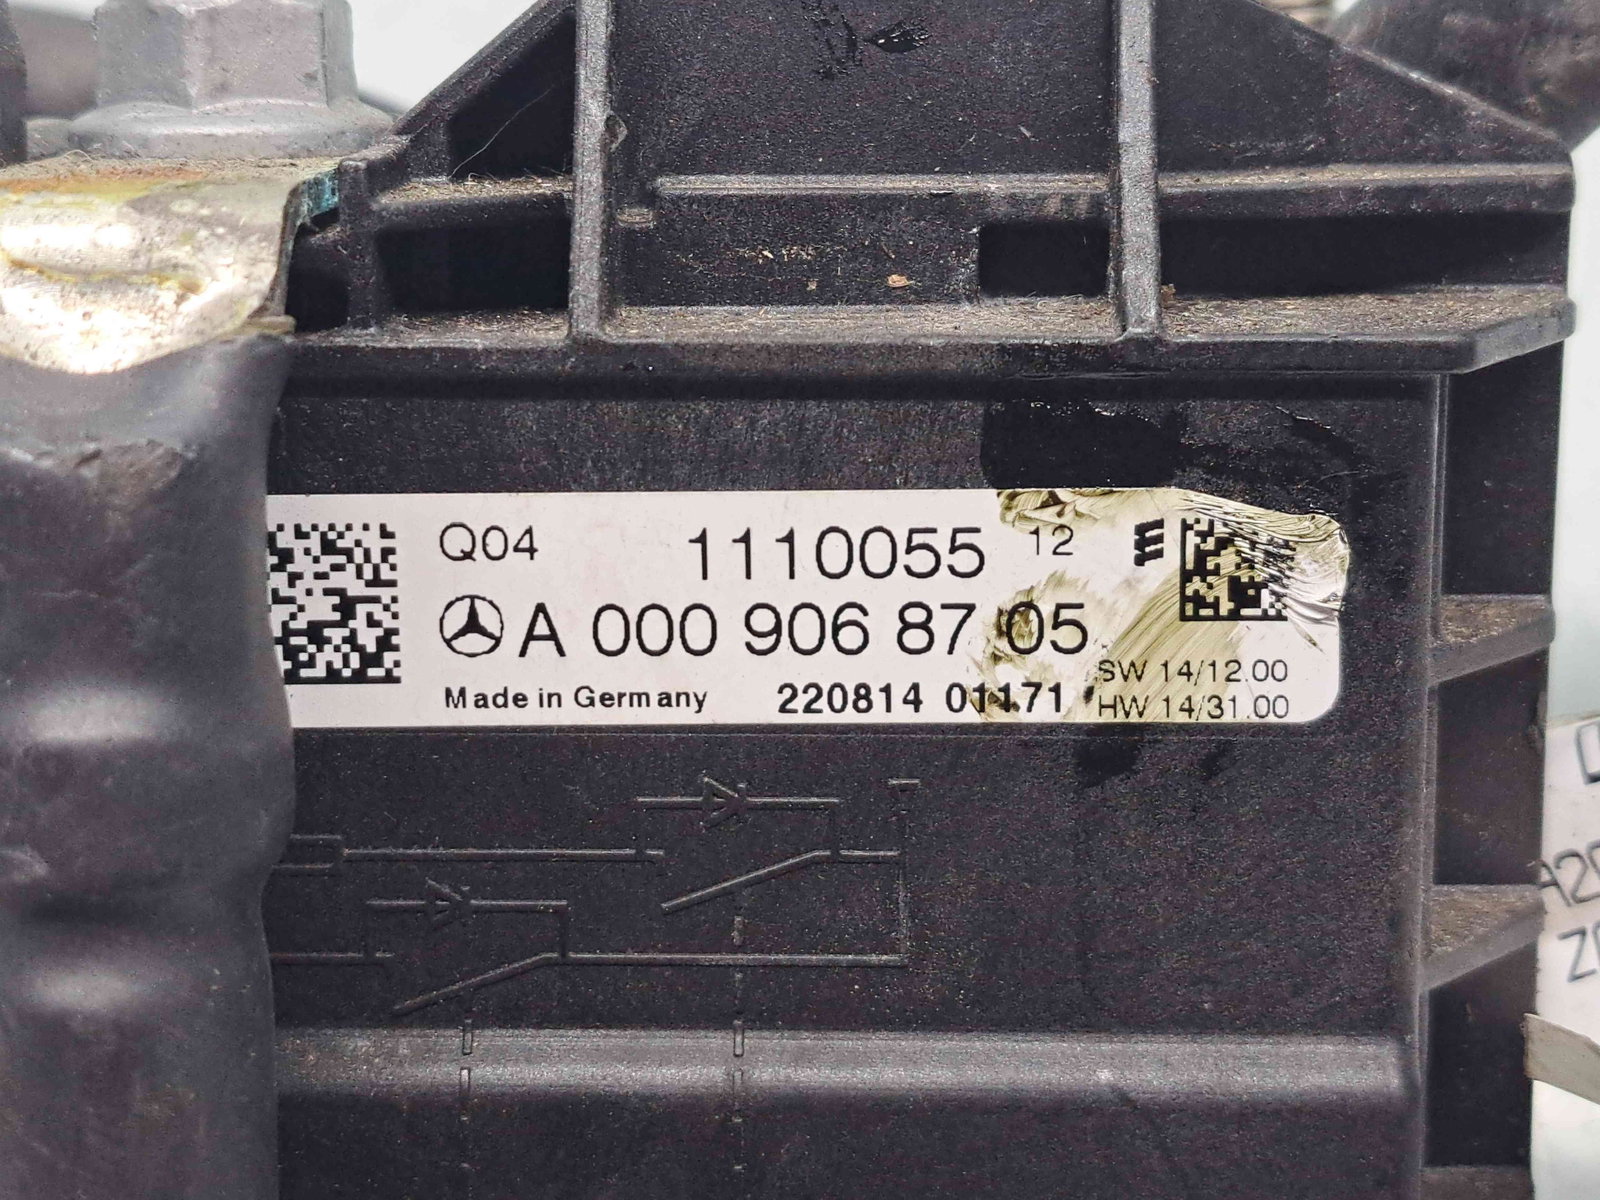 Q04 1110055 12
A 000 906 87 05
SW 14/12.00
Made in Germany 220814 01171 HW 14/31.00
A20